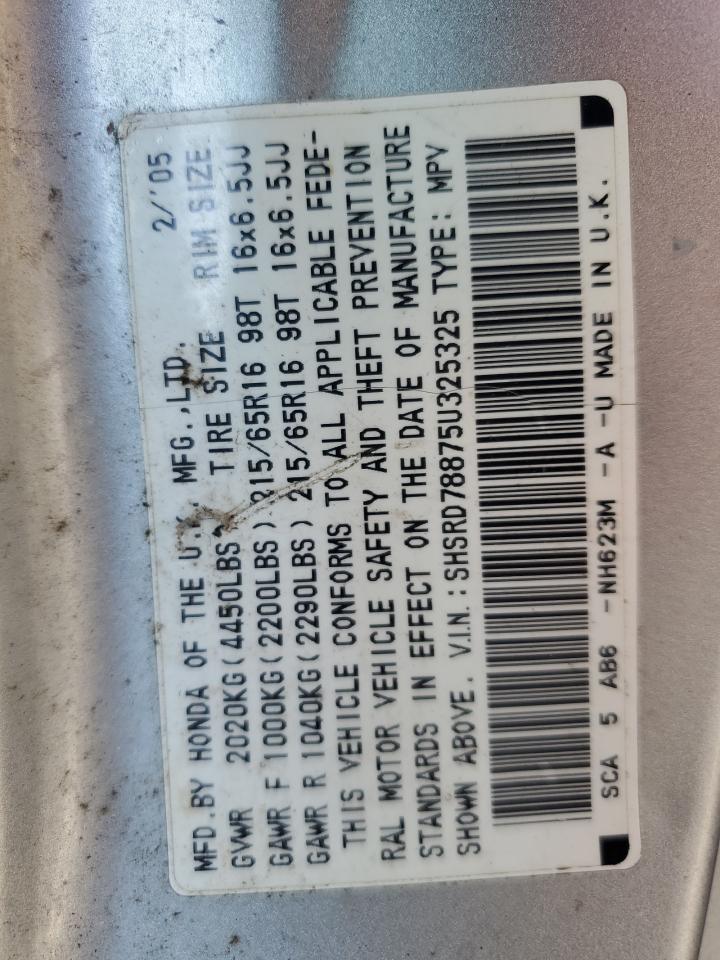 MFD.BY HONDA OF THE U.K. MFG.,LTD. 2/'05
GVWR 2020KG(4450LBS) TIRE SIZE RIM SIZE
GAWR F 1000KG(2200LBS) 215/65R16 98T 16x6.5JJ
GAWR R 1040KG(2290LBS) 215/65R16 98T 16x6.5JJ
THIS VEHICLE CONFORMS TO ALL APPLICABLE FEDE-
RAL MOTOR VEHICLE SAFETY AND THEFT PREVENTION
STANDARDS IN EFFECT ON THE DATE OF MANUFACTURE
SHOWN ABOVE. V.I.N.:SHSRD78875U325325 TYPE: MPV
SCA 5 AB6 -NH623M -A -U MADE IN U.K.